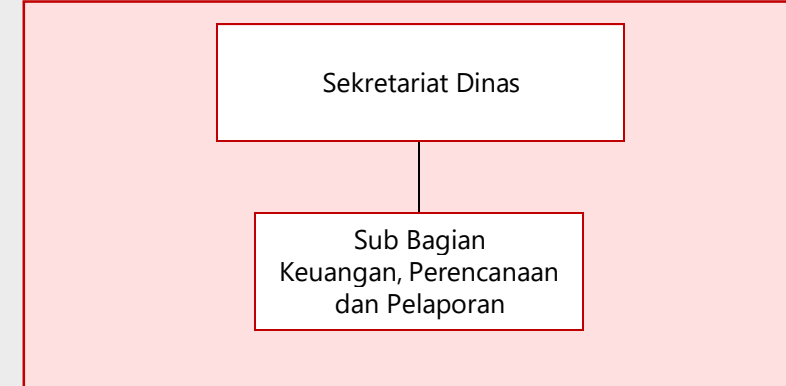 Sekretariat Dinas
Sub Bagian
Keuangan, Perencanaan
dan Pelaporan